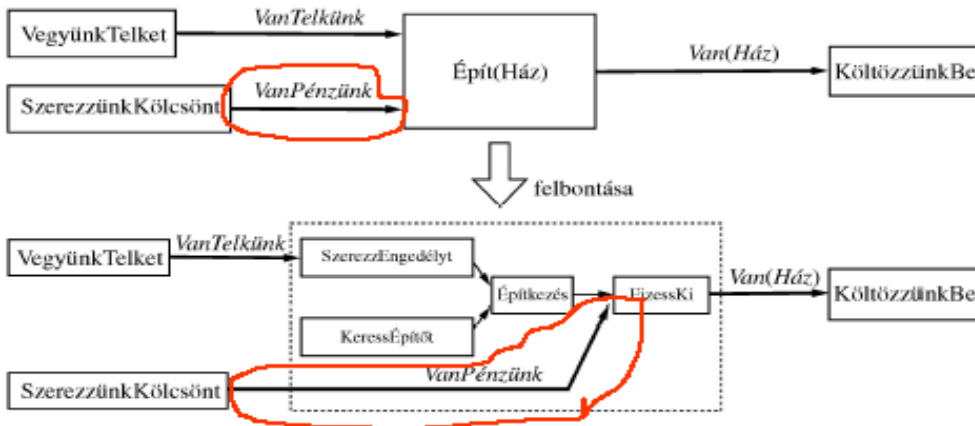 VanTelkünk
VegyünkTelket
Épít(Ház)
Van(Ház)
KöltözzünkBe
VanPénzünk
SzerezzünkKölcsönt
felbontása
VanTelkünk
VegyünkTelket
SzerezzEngedélyt
Építkezés
FizessKi
Van(Ház)
KöltözzünkBe
KeressÉpítőt
VanPénzünk
SzerezzünkKölcsönt